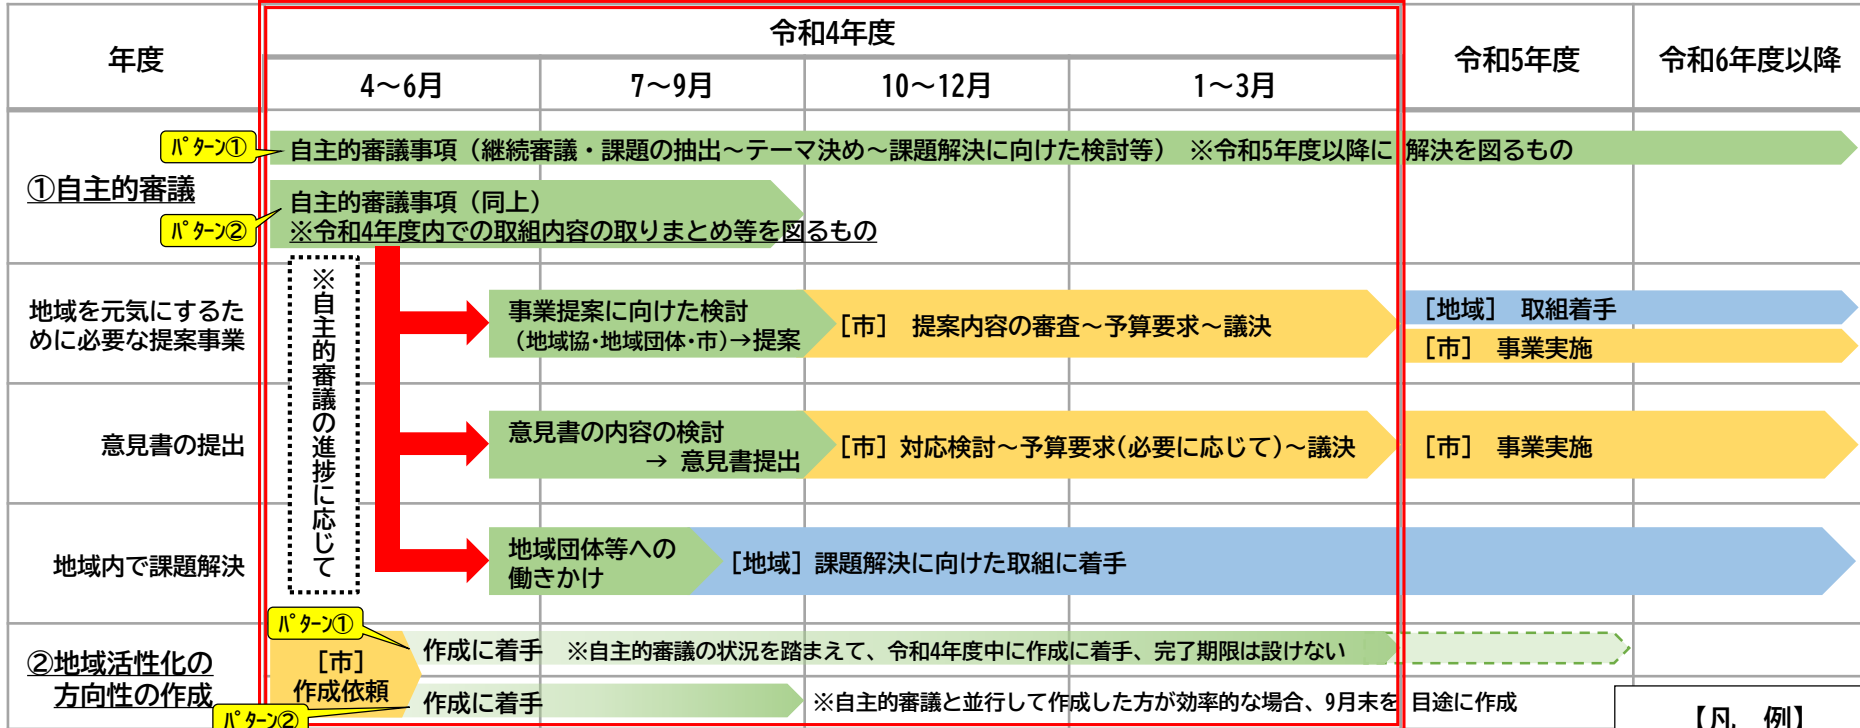 年度
令和4年度
令和5年度
令和6年度以降
4～6月
7～9月
10～12月
1～3月
①自主的審議
ﾊﾟﾀｰﾝ①
自主的審議事項（継続審議・課題の抽出～テーマ決め～課題解決に向けた検討等） ※令和5年度以降に 解決を図るもの
ﾊﾟﾀｰﾝ②
自主的審議事項（同上）
※令和4年度内での取組内容の取りまとめ等を図るもの
※自主的審議の進捗に応じて
地域を元気にするた
めに必要な提案事業
事業提案に向けた検討
（地域協･地域団体･市）→提案
［市］ 提案内容の審査～予算要求～議決
［地域］ 取組着手
［市］ 事業実施
意見書の提出
意見書の内容の検討
→ 意見書提出
［市］対応検討～予算要求(必要に応じて)～議決
［市］ 事業実施
地域内で課題解決
地域団体等への
働きかけ
［地域］課題解決に向けた取組に着手
②地域活性化の
方向性の作成
ﾊﾟﾀｰﾝ①
［市］
作成依頼
作成に着手 ※自主的審議の状況を踏まえて、令和4年度中に作成に着手、完了期限は設けない
ﾊﾟﾀｰﾝ②
作成に着手
※自主的審議と並行して作成した方が効率的な場合、9月末を 目途に作成
【凡 例】